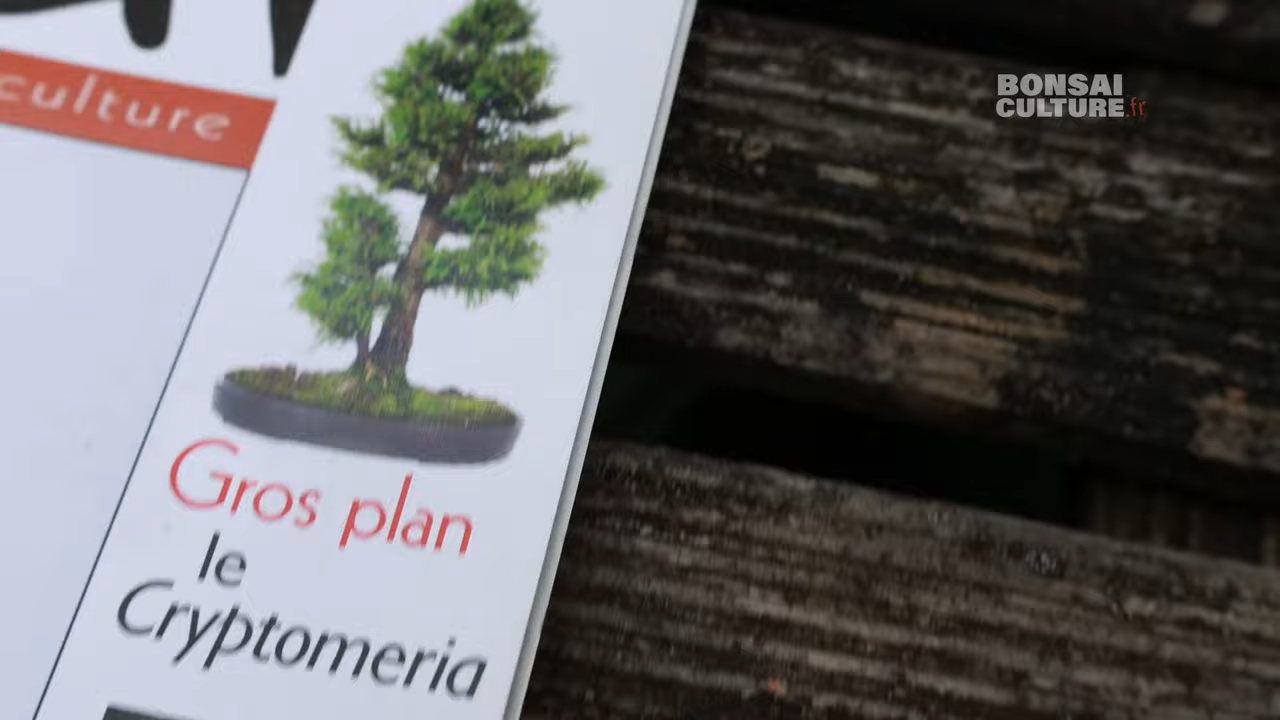 culture
Gros plan
le
Cryptomeria
BONSAI
CULTURE.fr